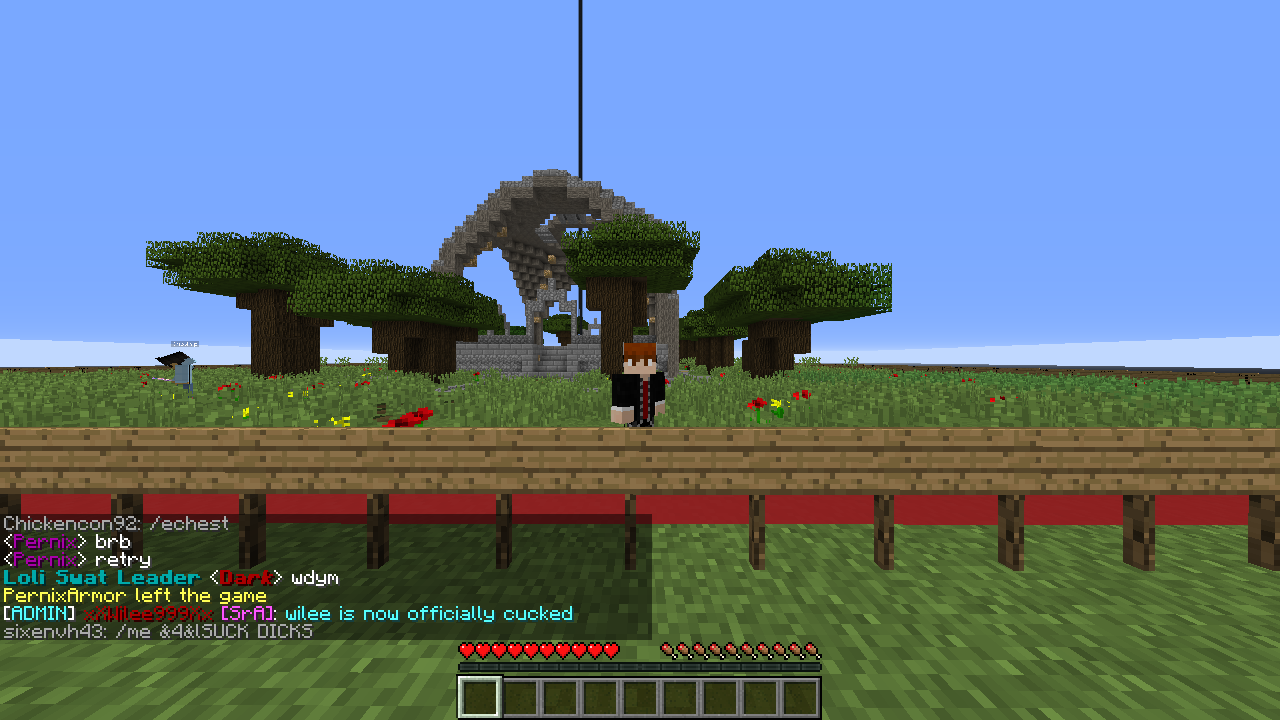 Chickencon92: /echest
<Pernix> brb
<Pernix> retry
Loli Swat Leader <Dark> wdym
PernixArmor left the game
[ADMIN] xXWilee999Xx [SrA]: wilee is now officially cucked
sixenvh43: /me &4&lSUCK DICKS